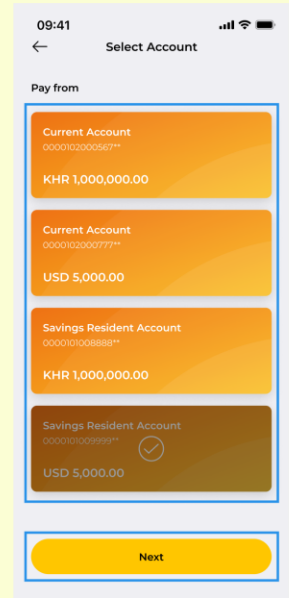 09:41
Select Account
Pay from
Current Account
0000102000567**
KHR 1,000,000.00
Current Account
0000102000777**
USD 5,000.00
Savings Resident Account
0000101008888**
KHR 1,000,000.00
Savings Resident Account
0000101009999**
USD 5,000.00
Next